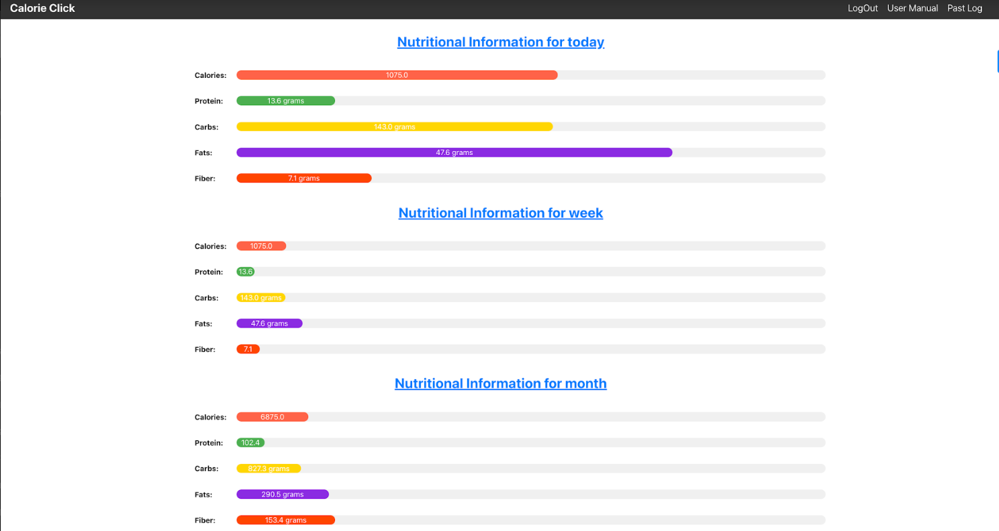 Calorie Click LogOut User Manual Past Log
Nutritional Information for today
Calories: 1075.0
Protein: 13.6 grams
Carbs: 143.0 grams
Fats: 47.6 grams
Fiber: 7.1 grams
Nutritional Information for week
Calories: 1075.0
Protein: 13.6
Carbs: 143.0 grams
Fats: 47.6 grams
Fiber: 7.1
Nutritional Information for month
Calories: 6875.0
Protein: 102.4
Carbs: 827.3 grams
Fats: 290.5 grams
Fiber: 153.4 grams